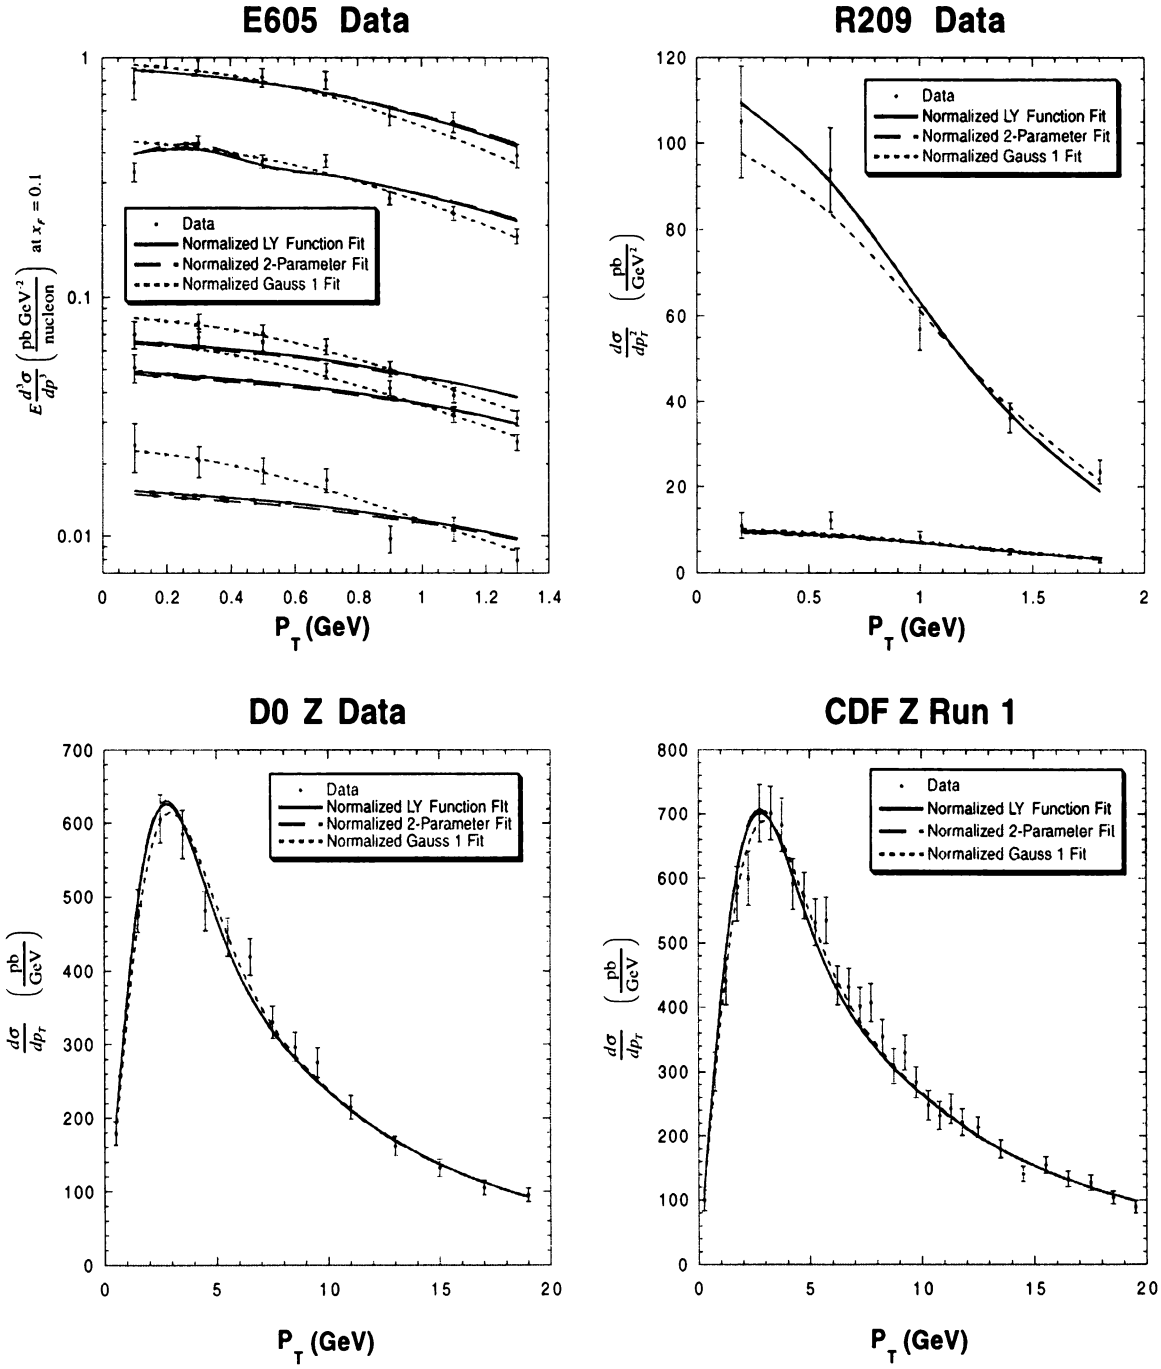 E605 Data
R209 Data
1
0.1
0.01
E d³σ/dp³ (pb GeV⁻²/nucleon) at x_F = 0.1
Data
Normalized LY Function Fit
Normalized 2-Parameter Fit
Normalized Gauss 1 Fit
0 0.2 0.4 0.6 0.8 1 1.2 1.4
P_T (GeV)
120
100
80
60
40
20
0
dσ/dp_T² (pb/GeV²)
Data
Normalized LY Function Fit
Normalized 2-Parameter Fit
Normalized Gauss 1 Fit
0 0.5 1 1.5 2
P_T (GeV)
D0 Z Data
CDF Z Run 1
700
600
500
400
300
200
100
0
dσ/dp_T (pb/GeV)
Data
Normalized LY Function Fit
Normalized 2-Parameter Fit
Normalized Gauss 1 Fit
0 5 10 15 20
P_T (GeV)
800
700
600
500
400
300
200
100
0
dσ/dp_T (pb/GeV)
Data
Normalized LY Function Fit
Normalized 2-Parameter Fit
Normalized Gauss 1 Fit
0 5 10 15 20
P_T (GeV)